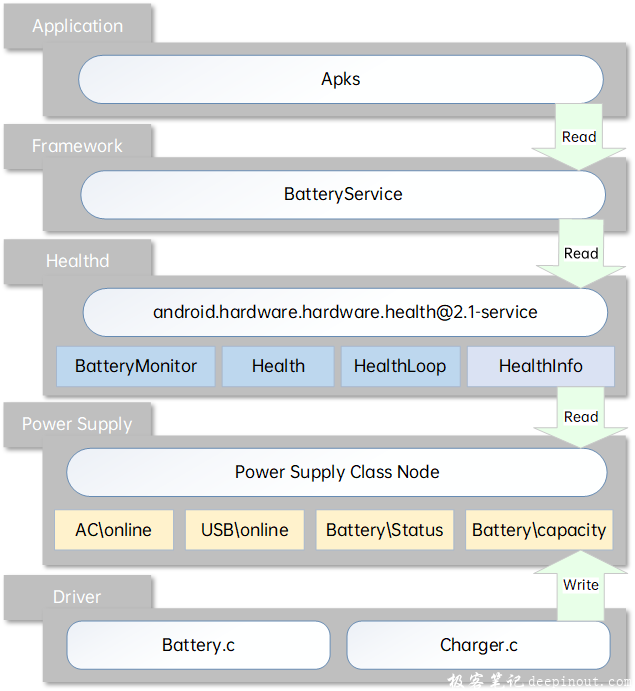 Application
Apks
Read
Framework
BatteryService
Read
Healthd
android.hardware.hardware.health@2.1-service
BatteryMonitor Health HealthLoop HealthInfo
Read
Power Supply
Power Supply Class Node
AC\online USB\online Battery\Status Battery\capacity
Write
Driver
Battery.c Charger.c
极客笔记.deepinout.com